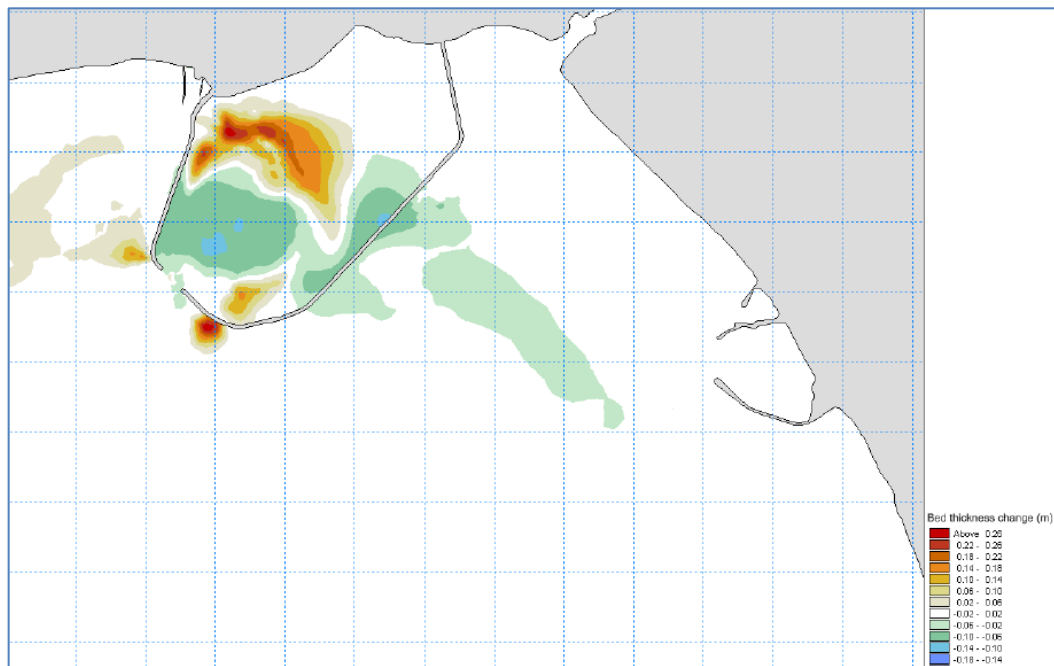 Bed thickness change (m)
Above 0.26
0.22 - 0.26
0.18 - 0.22
0.14 - 0.18
0.10 - 0.14
0.06 - 0.10
0.02 - 0.06
-0.02 - 0.02
-0.06 - -0.02
-0.10 - -0.06
-0.14 - -0.10
-0.18 - -0.14